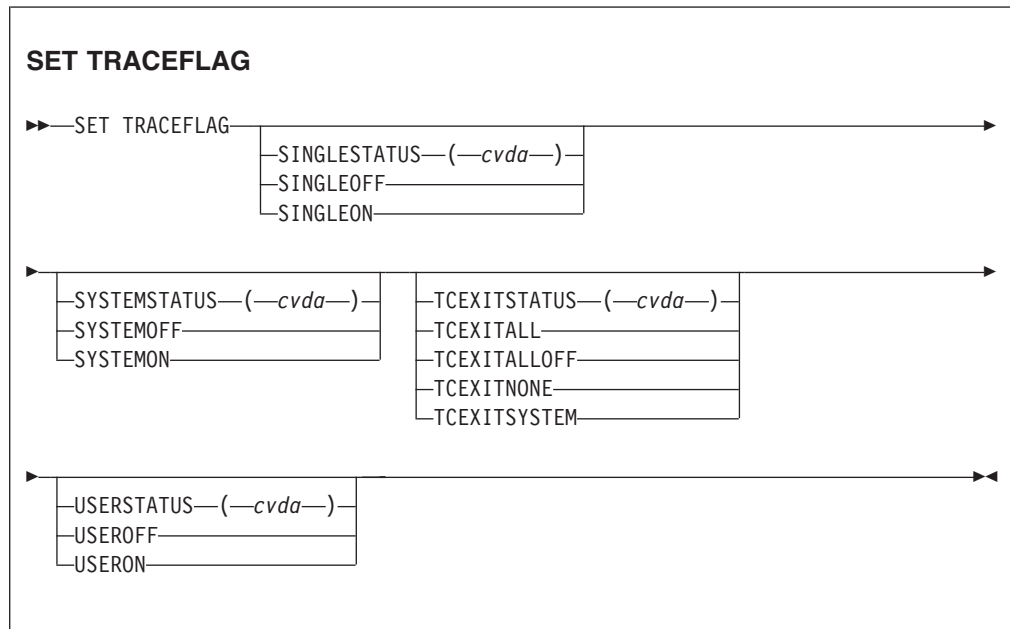 SET TRACEFLAG
SET TRACEFLAG
SINGLESTATUS ( cvda )
SINGLEOFF
SINGLEON
SYSTEMSTATUS ( cvda )
SYSTEMOFF
SYSTEMON
TCEXITSTATUS ( cvda )
TCEXITALL
TCEXITALLOFF
TCEXITNONE
TCEXITSYSTEM
USERSTATUS ( cvda )
USEROFF
USERON